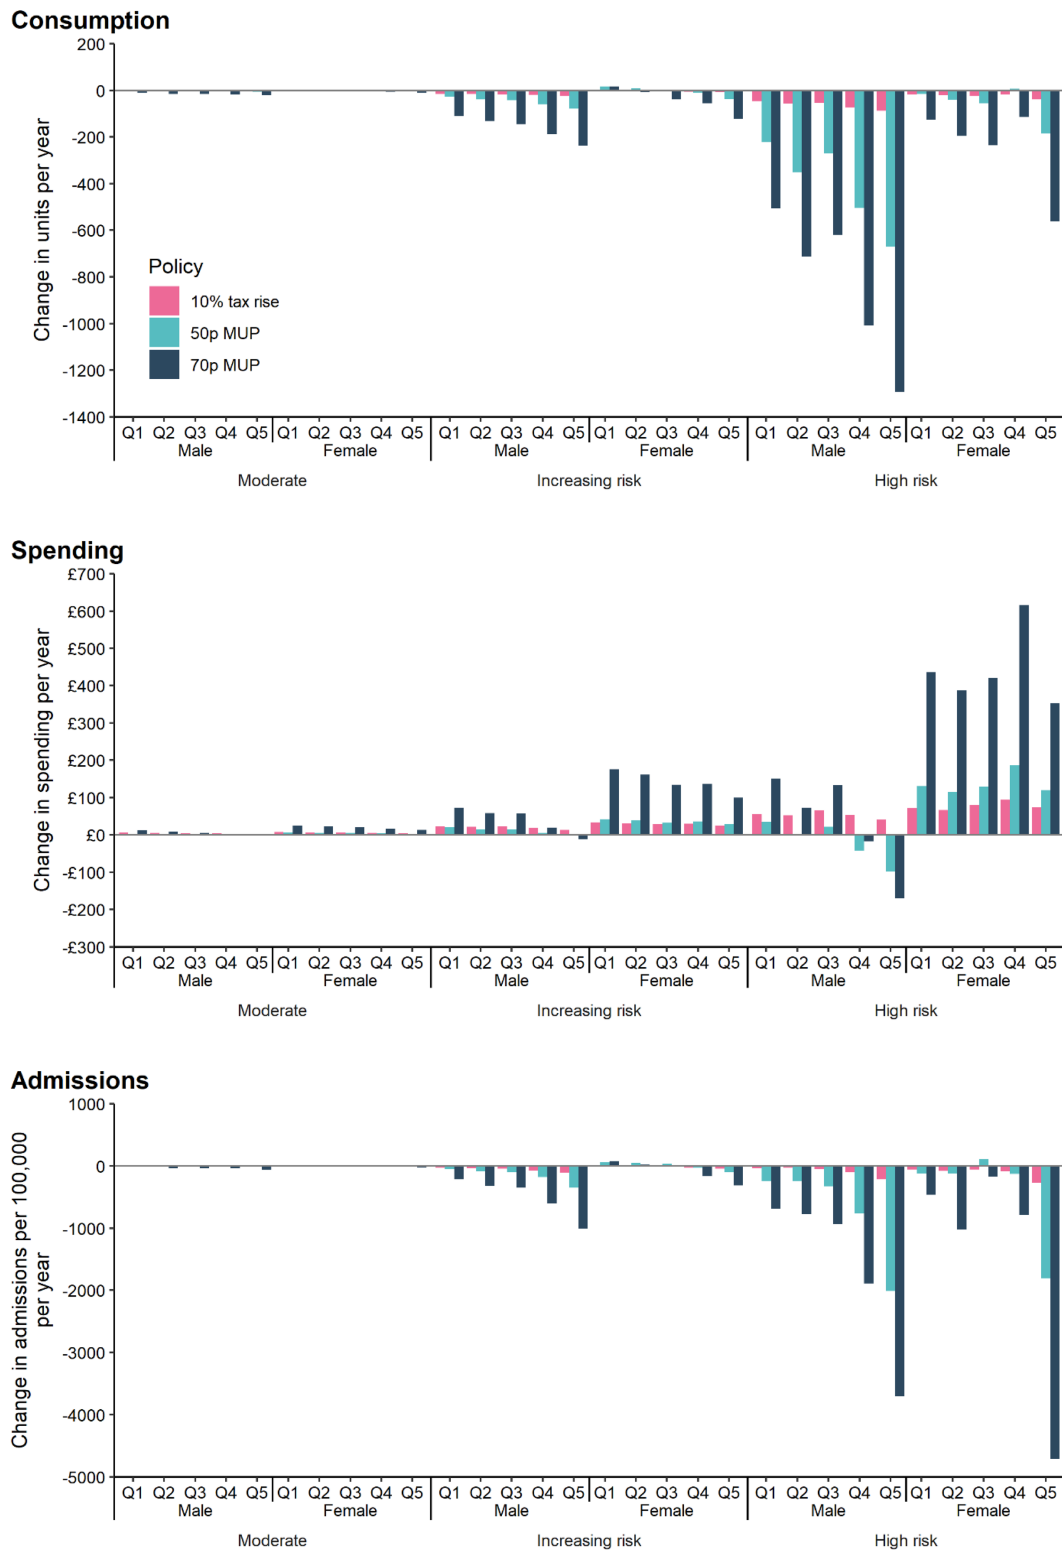 Consumption
200
0
-200
-400
-600
-800
-1000
-1200
-1400
Change in units per year
Policy
10% tax rise
50p MUP
70p MUP
Q1 Q2 Q3 Q4 Q5 Q1 Q2 Q3 Q4 Q5 Q1 Q2 Q3 Q4 Q5 Q1 Q2 Q3 Q4 Q5 Q1 Q2 Q3 Q4 Q5 Q1 Q2 Q3 Q4 Q5
Male Female Male Female Male Female
Moderate Increasing risk High risk
Spending
£700
£600
£500
£400
£300
£200
£100
£0
-£100
-£200
-£300
Change in spending per year
Q1 Q2 Q3 Q4 Q5 Q1 Q2 Q3 Q4 Q5 Q1 Q2 Q3 Q4 Q5 Q1 Q2 Q3 Q4 Q5 Q1 Q2 Q3 Q4 Q5 Q1 Q2 Q3 Q4 Q5
Male Female Male Female Male Female
Moderate Increasing risk High risk
Admissions
1000
0
-1000
-2000
-3000
-4000
-5000
Change in admissions per 100,000
per year
Q1 Q2 Q3 Q4 Q5 Q1 Q2 Q3 Q4 Q5 Q1 Q2 Q3 Q4 Q5 Q1 Q2 Q3 Q4 Q5 Q1 Q2 Q3 Q4 Q5 Q1 Q2 Q3 Q4 Q5
Male Female Male Female Male Female
Moderate Increasing risk High risk